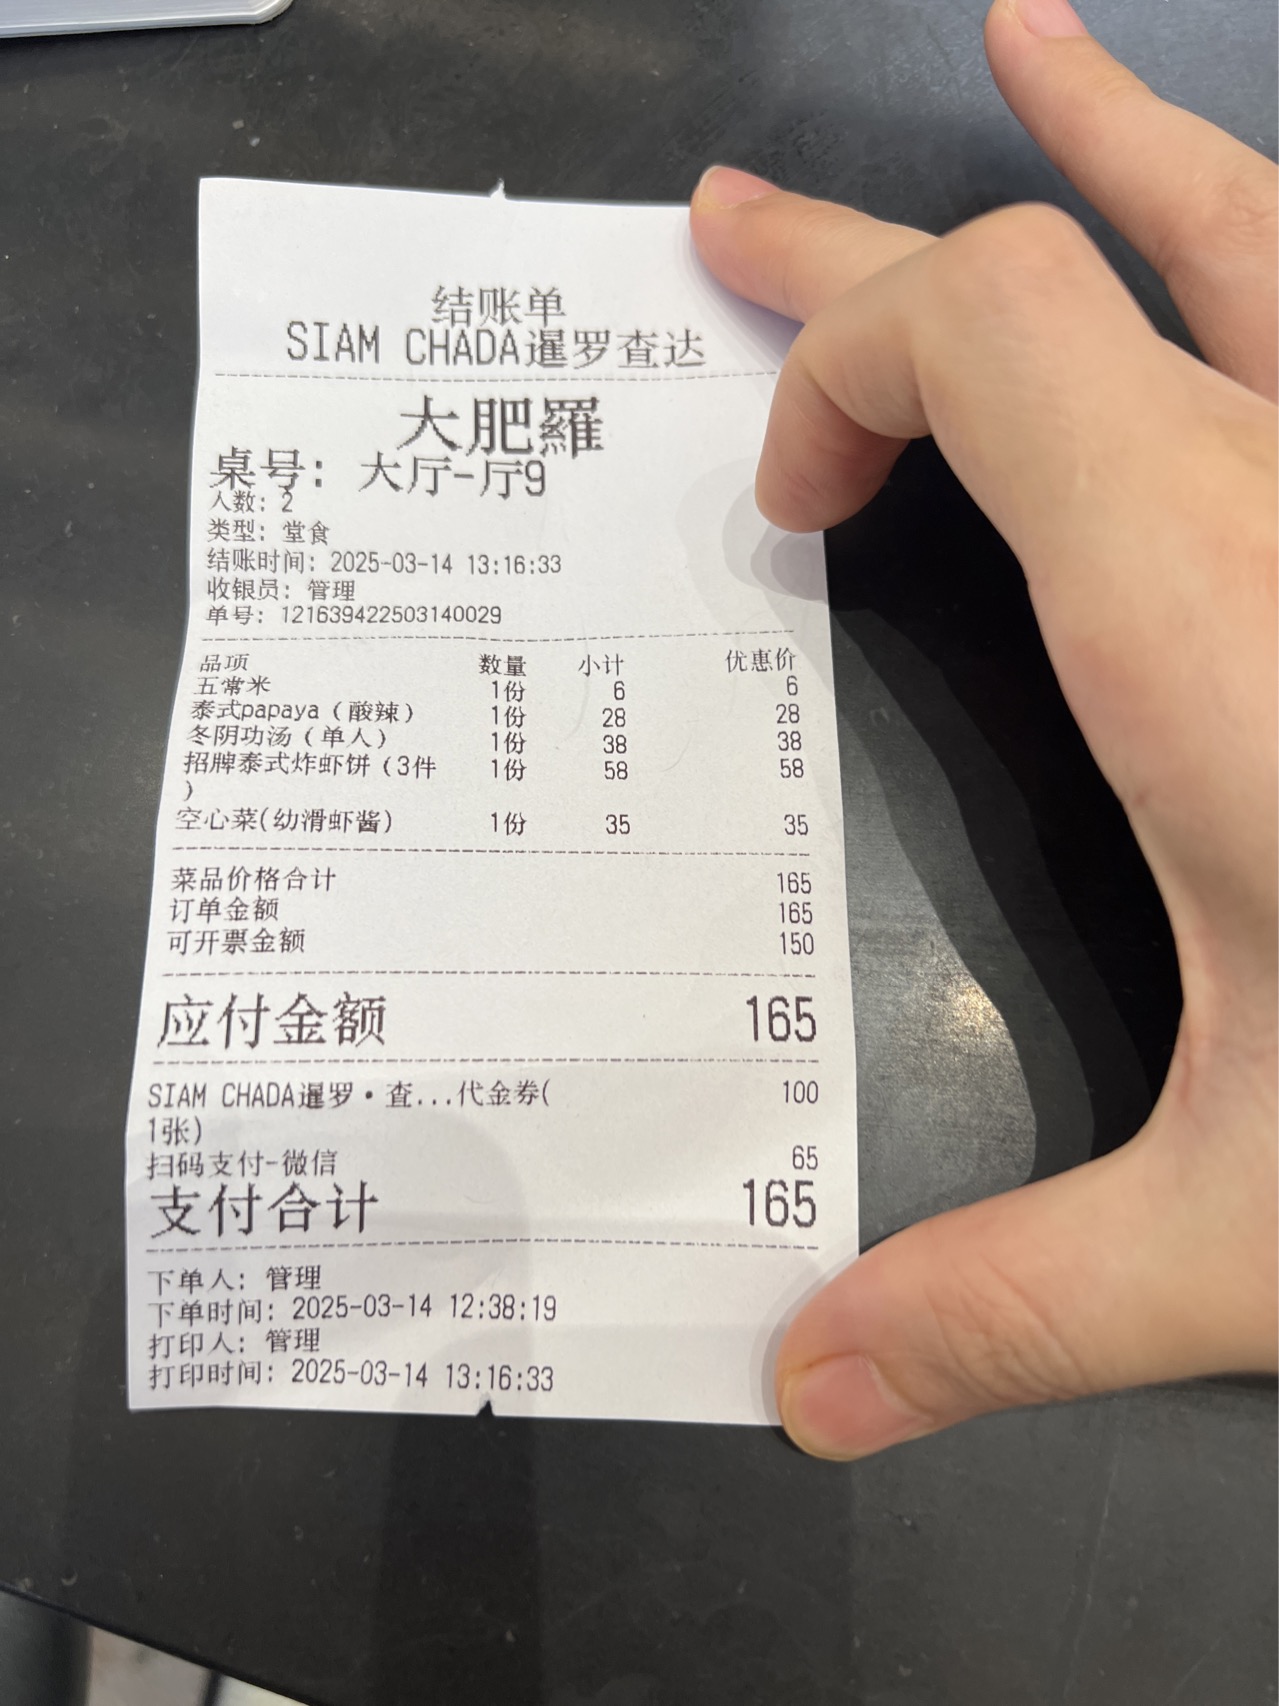 结账单
SIAM CHADA暹罗查达
大肥羅
桌号: 大厅-厅9
人数: 2
类型: 堂食
结账时间: 2025-03-14 13:16:33
收银员: 管理
单号: 121639422503140029
品项 数量 小计 优惠价
五常米 1份 6 6
泰式papaya（酸辣） 1份 28 28
冬阴功汤（单人） 1份 38 38
招牌泰式炸虾饼（3件 1份 58 58
）
空心菜(幼滑虾酱) 1份 35 35
菜品价格合计 165
订单金额 165
可开票金额 150
应付金额 165
SIAM CHADA暹罗·查...代金券( 100
1张)
扫码支付-微信 65
支付合计 165
下单人: 管理
下单时间: 2025-03-14 12:38:19
打印人: 管理
打印时间: 2025-03-14 13:16:33